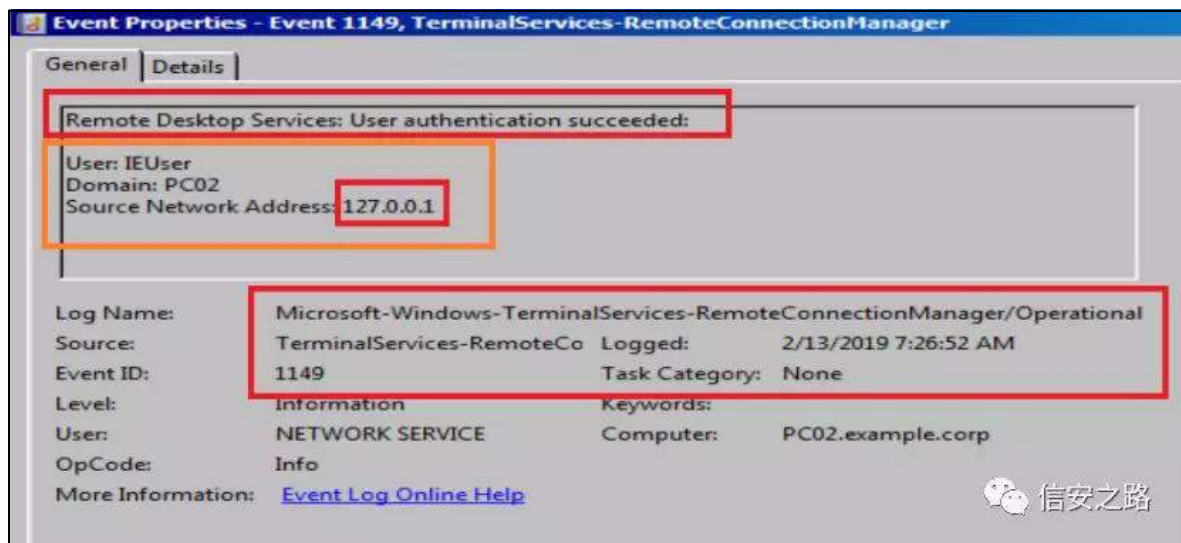 Event Properties - Event 1149, TerminalServices-RemoteConnectionManager
General Details
Remote Desktop Services: User authentication succeeded:
User: IEUser
Domain: PC02
Source Network Address: 127.0.0.1
Log Name: Microsoft-Windows-TerminalServices-RemoteConnectionManager/Operational
Source: TerminalServices-RemoteCo Logged: 2/13/2019 7:26:52 AM
Event ID: 1149 Task Category: None
Level: Information Keywords:
User: NETWORK SERVICE Computer: PC02.example.corp
OpCode: Info
More Information: Event Log Online Help
信安之路